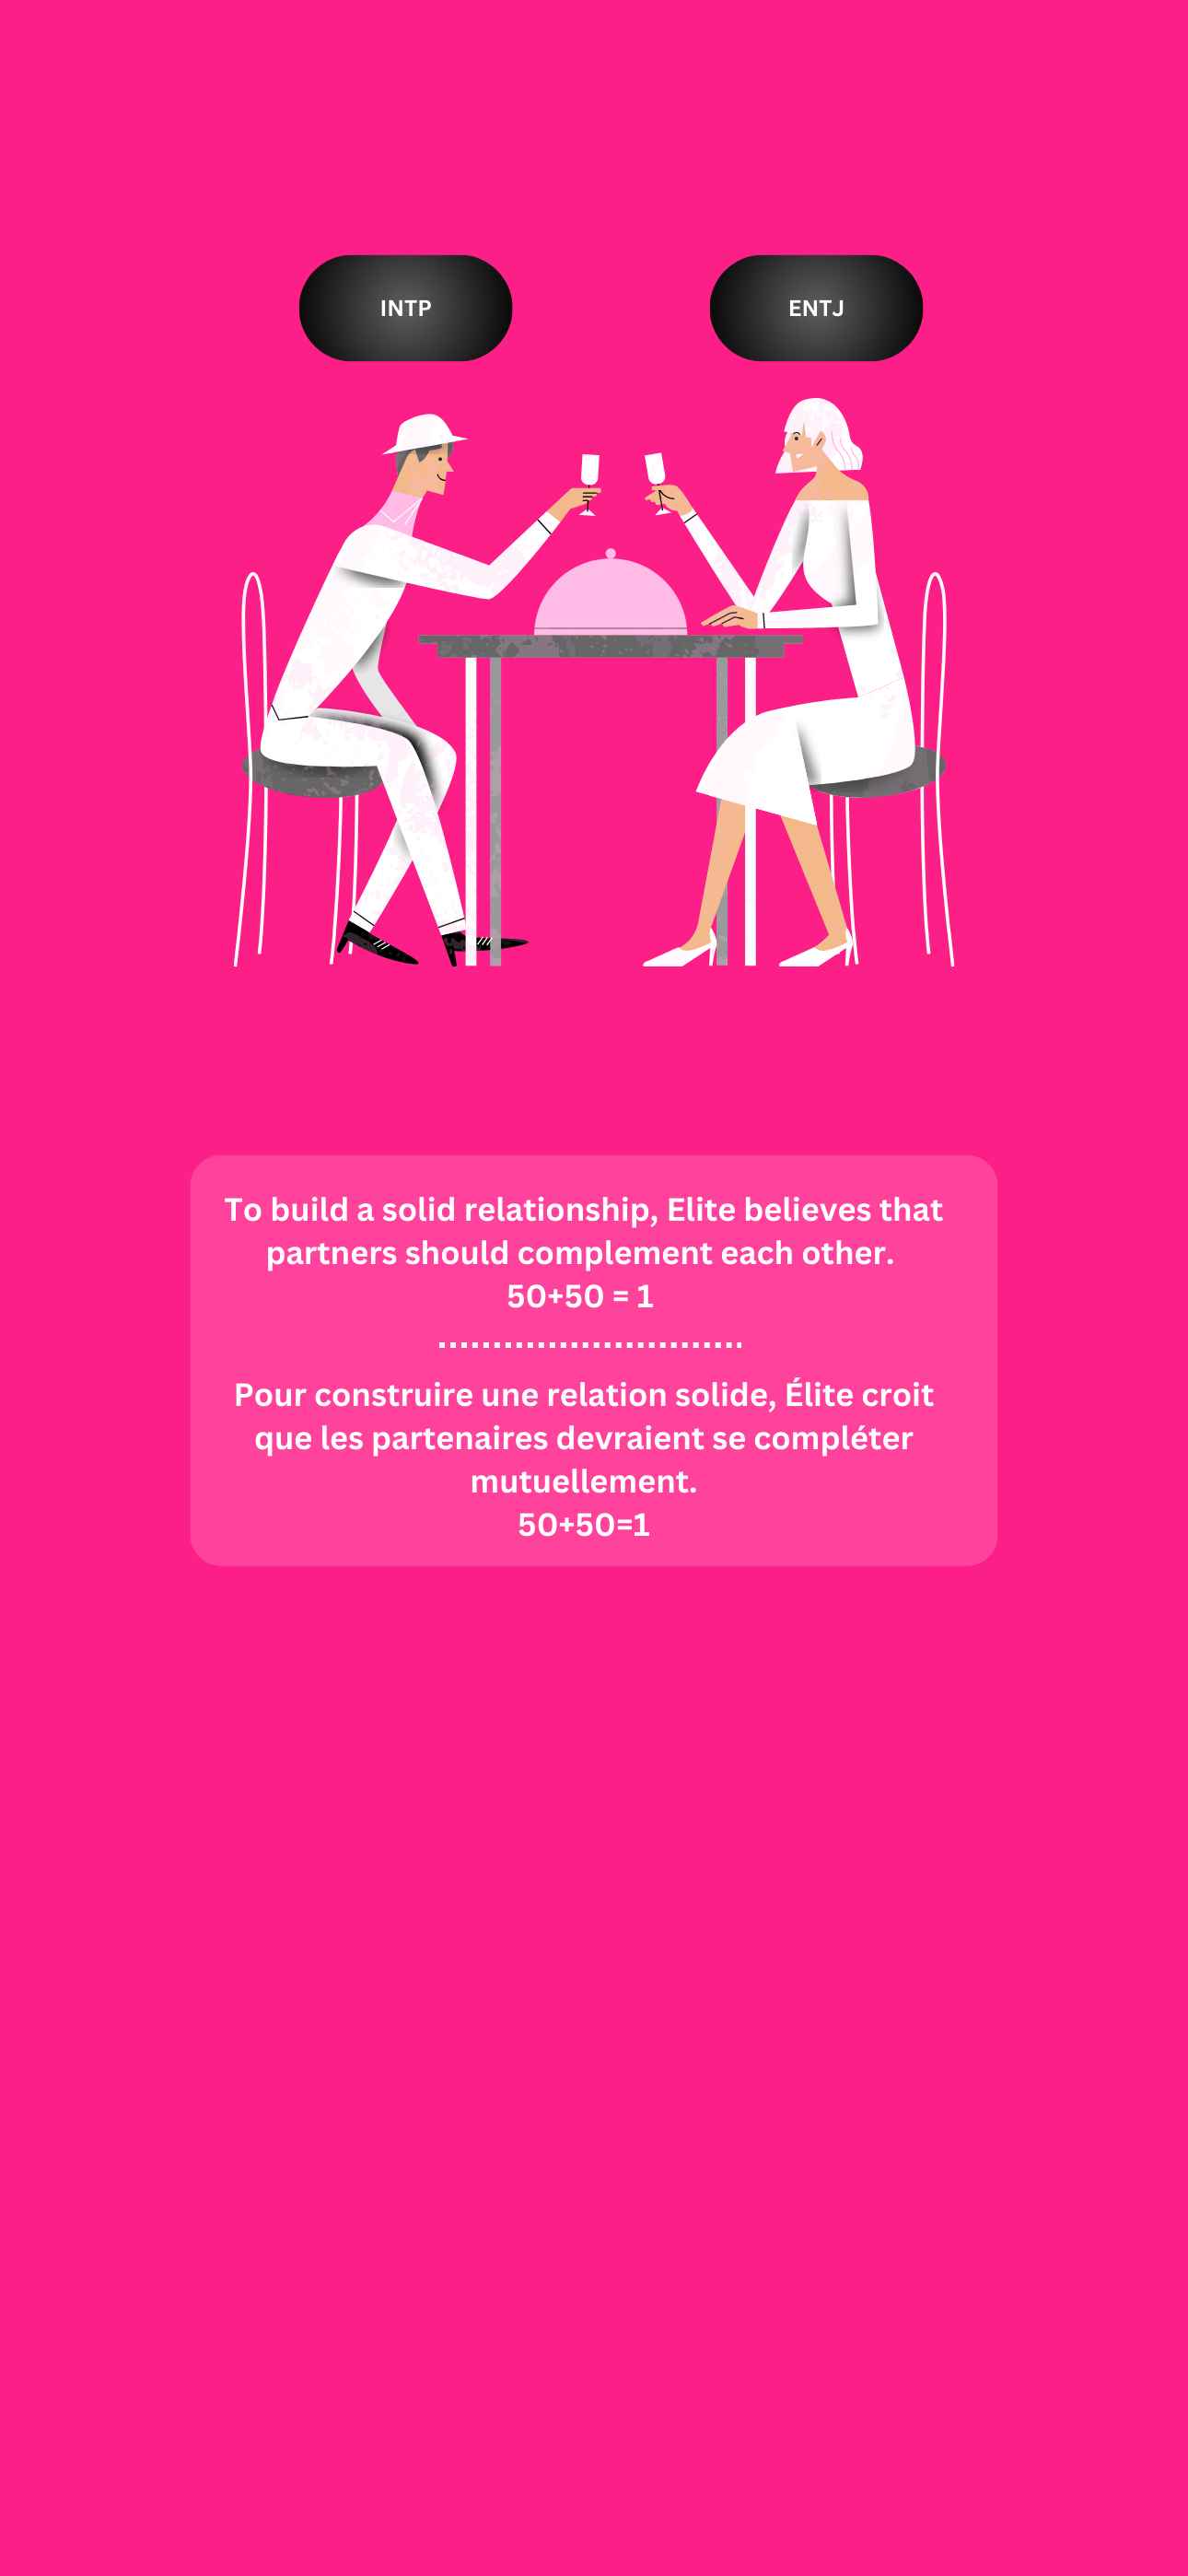 INTP
ENTJ
To build a solid relationship, Elite believes that
partners should complement each other.
50+50 = 1
Pour construire une relation solide, Élite croit
que les partenaires devraient se compléter
mutuellement.
50+50=1